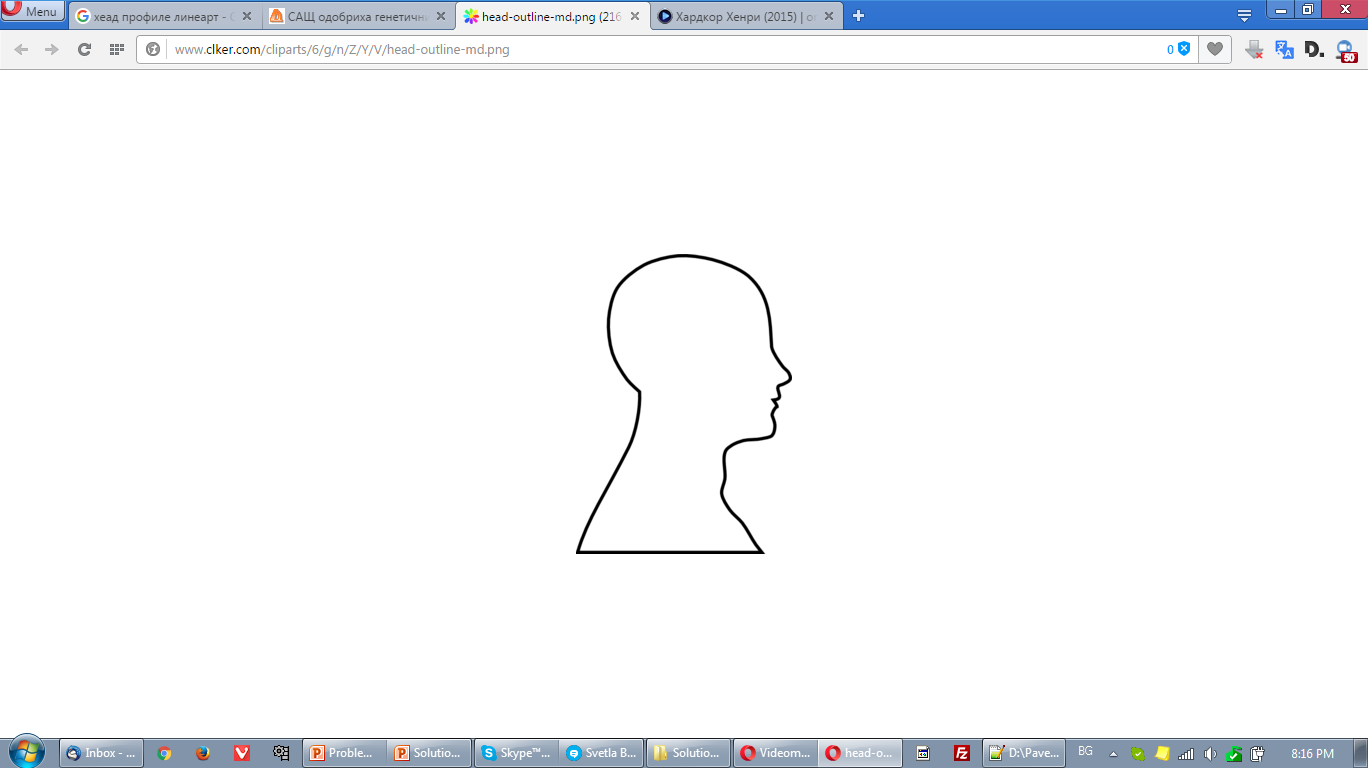 Menu
хеад профиле линеарт - G
САЩ одобриха генетичн
head-outline-md.png (216
Хардкор Хенри (2015) | on
www.clker.com/cliparts/6/g/n/Z/Y/V/head-outline-md.png
0
D.
50
Inbox - ...
Proble...
Solutio...
Skype™...
Svetla B...
Solutio...
Videom...
head-o...
D:\Pave...
BG
8:16 PM